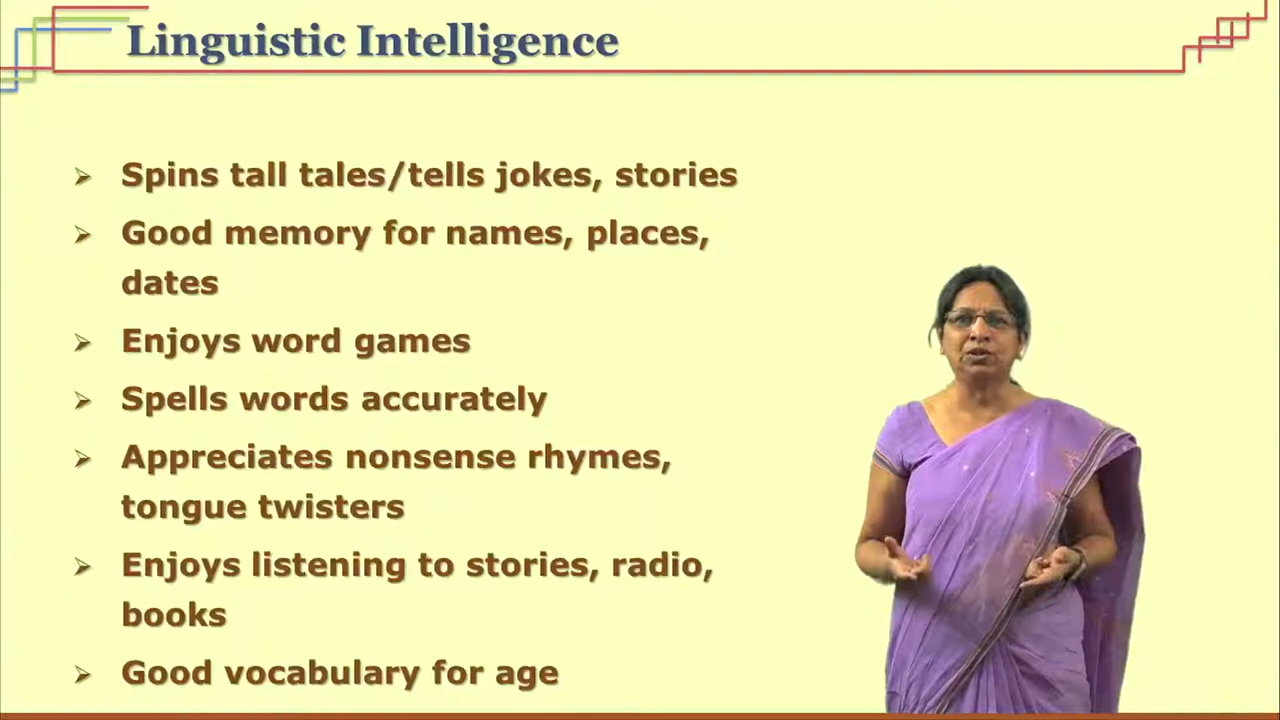 Linguistic Intelligence
Spins tall tales/tells jokes, stories
Good memory for names, places,
dates
Enjoys word games
Spells words accurately
Appreciates nonsense rhymes,
tongue twisters
Enjoys listening to stories, radio,
books
Good vocabulary for age